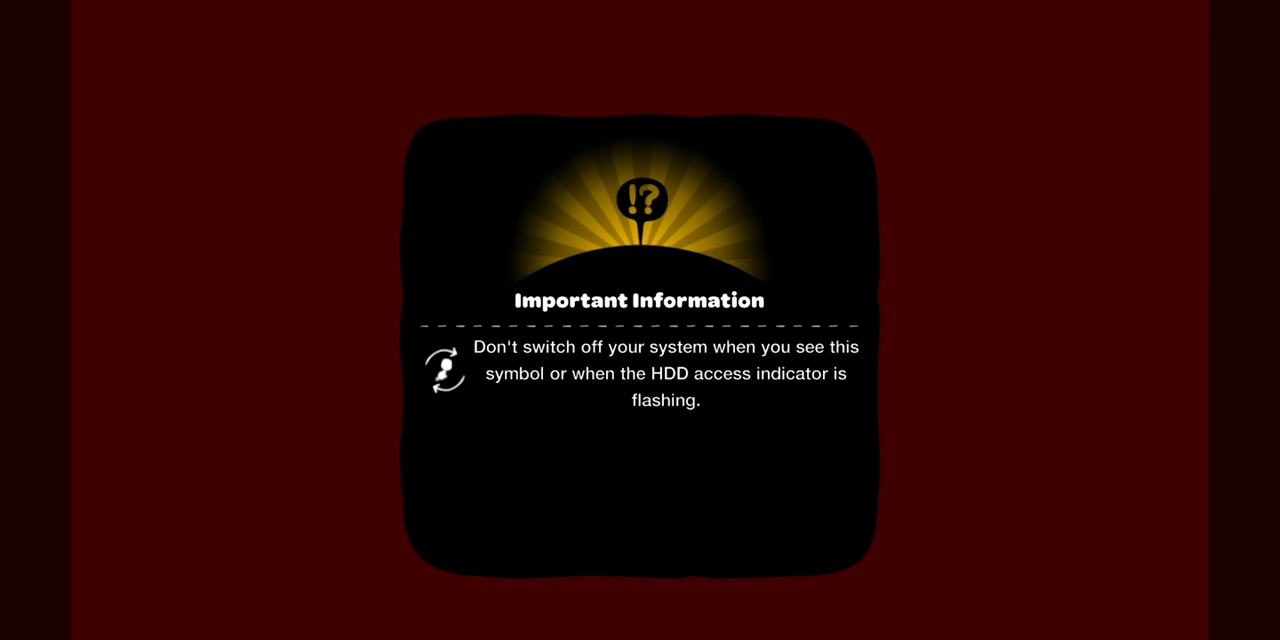 !?
Important Information
Don't switch off your system when you see this
symbol or when the HDD access indicator is
flashing.